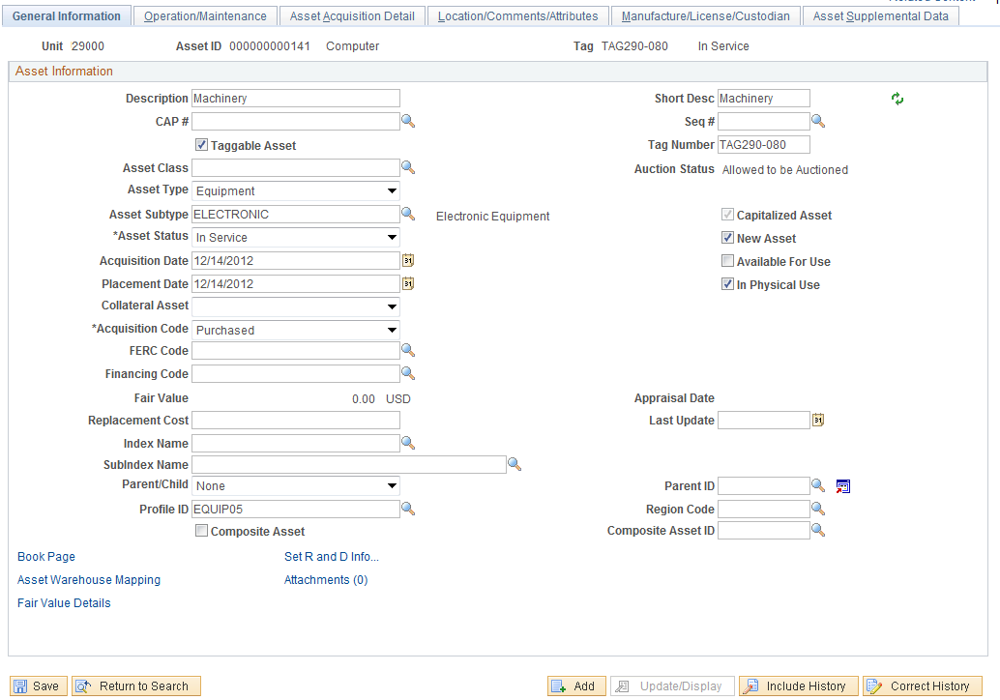 General Information Operation/Maintenance Asset Acquisition Detail Location/Comments/Attributes Manufacture/License/Custodian Asset Supplemental Data
Unit 29000 Asset ID 000000000141 Computer Tag TAG290-080 In Service
Asset Information
Description Machinery Short Desc Machinery
CAP # Seq #
Taggable Asset Tag Number TAG290-080
Asset Class Auction Status Allowed to be Auctioned
Asset Type Equipment
Asset Subtype ELECTRONIC Electronic Equipment Capitalized Asset
*Asset Status In Service New Asset
Acquisition Date 12/14/2012 31 Available For Use
Placement Date 12/14/2012 31 In Physical Use
Collateral Asset
*Acquisition Code Purchased
FERC Code
Financing Code
Fair Value 0.00 USD Appraisal Date
Replacement Cost Last Update 31
Index Name
SubIndex Name
Parent/Child None Parent ID
Profile ID EQUIP05 Region Code
Composite Asset Composite Asset ID
Book Page Set R and D Info...
Asset Warehouse Mapping Attachments (0)
Fair Value Details
Save Return to Search Add Update/Display Include History Correct History